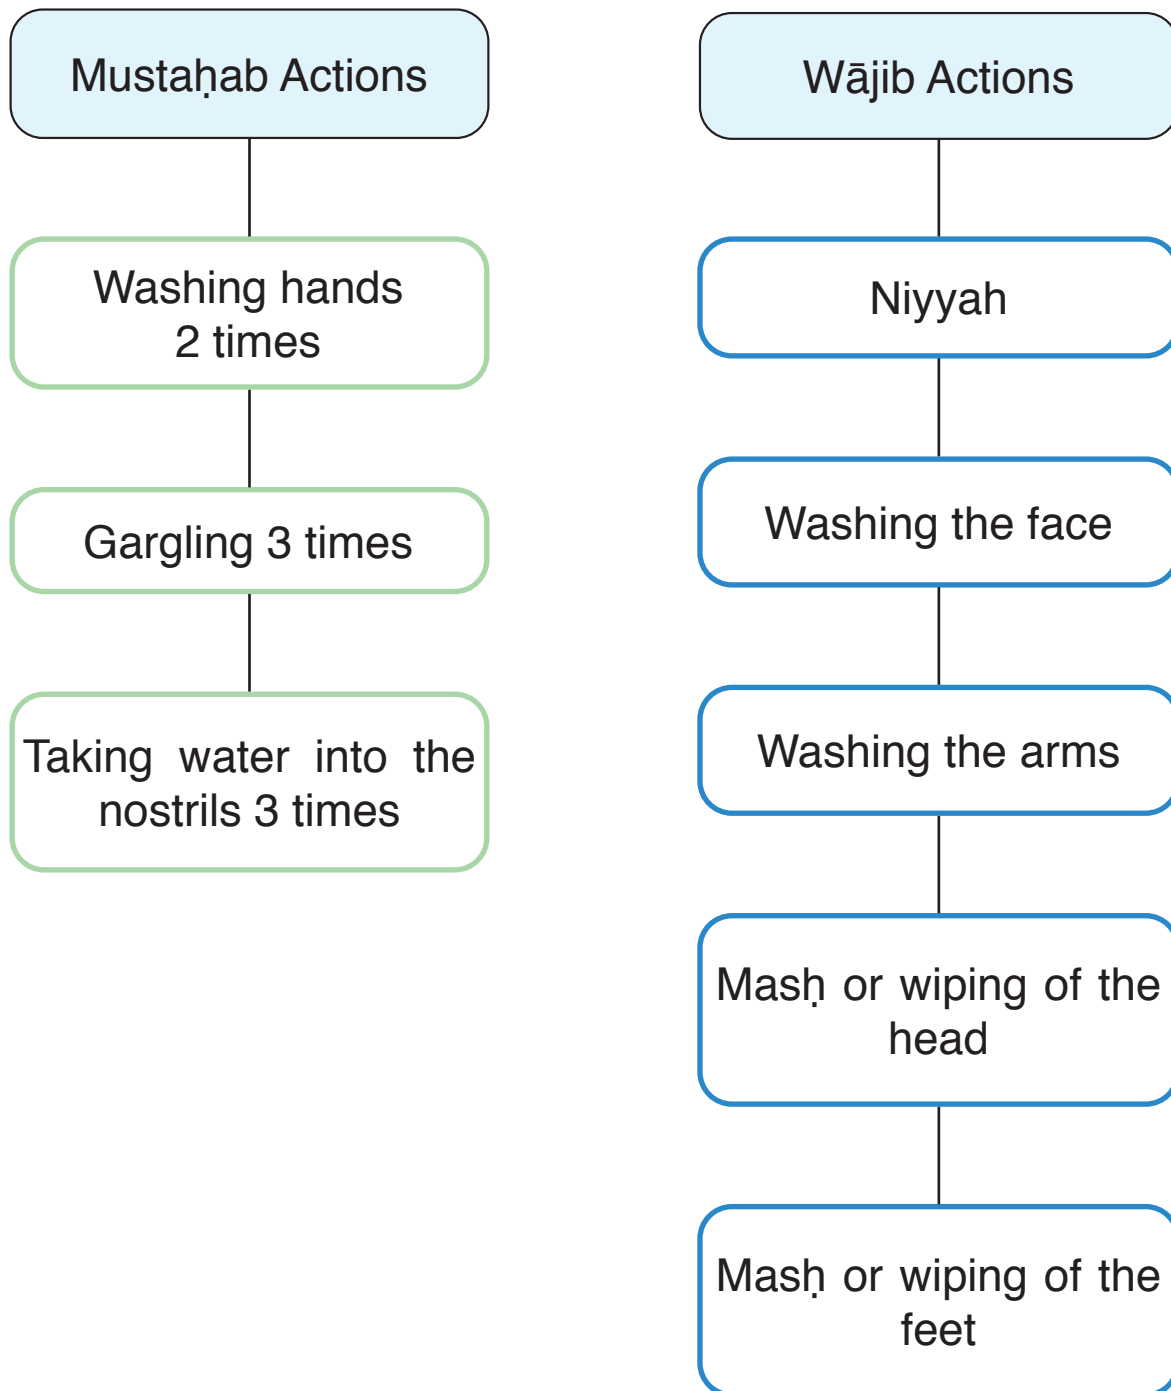 Mustaḥab Actions
Washing hands
2 times
Gargling 3 times
Taking water into the
nostrils 3 times
Wājib Actions
Niyyah
Washing the face
Washing the arms
Masḥ or wiping of the
head
Masḥ or wiping of the
feet